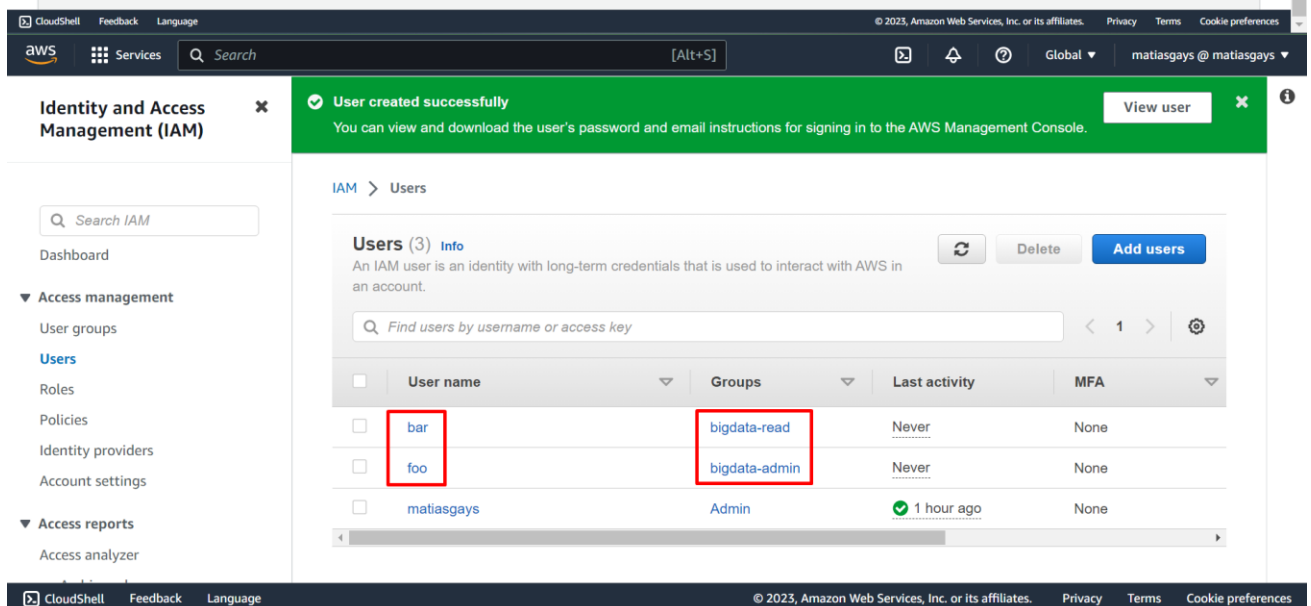 CloudShell Feedback Language © 2023, Amazon Web Services, Inc. or its affiliates. Privacy Terms Cookie preferences
aws Services Search [Alt+S] Global ▼ matiasgays @ matiasgays ▼
Identity and Access
Management (IAM)
User created successfully
You can view and download the user's password and email instructions for signing in to the AWS Management Console.
View user
Search IAM
Dashboard
Access management
User groups
Users
Roles
Policies
Identity providers
Account settings
Access reports
Access analyzer
IAM > Users
Users (3) Info
An IAM user is an identity with long-term credentials that is used to interact with AWS in
an account.
Delete Add users
Find users by username or access key
< 1 >
User name Groups Last activity MFA
bar bigdata-read Never None
foo bigdata-admin Never None
matiasgays Admin 1 hour ago None
CloudShell Feedback Language © 2023, Amazon Web Services, Inc. or its affiliates. Privacy Terms Cookie preferences